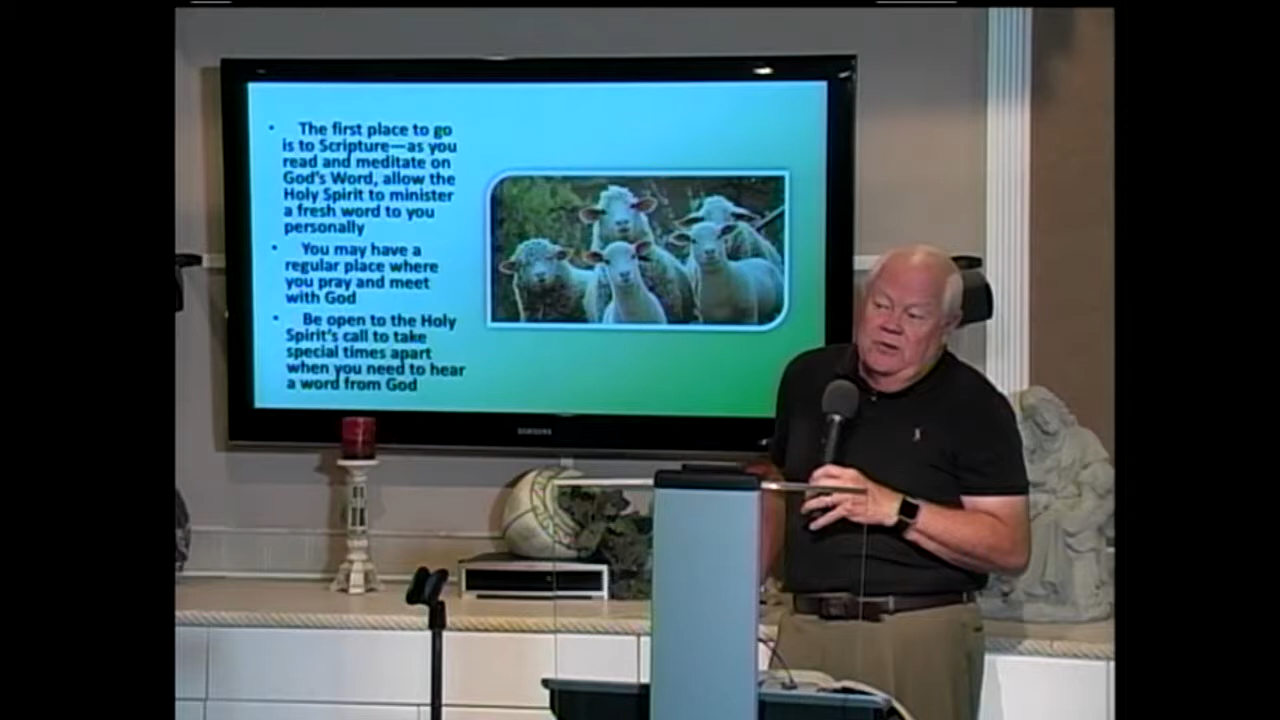 • The first place to go
is to Scripture—as you
read and meditate on
God's Word, allow the
Holy Spirit to minister
a fresh word to you
personally
• You may have a
regular place where
you pray and meet
with God
• Be open to the Holy
Spirit's call to take
special times apart
when you need to hear
a word from God
SAMSUNG